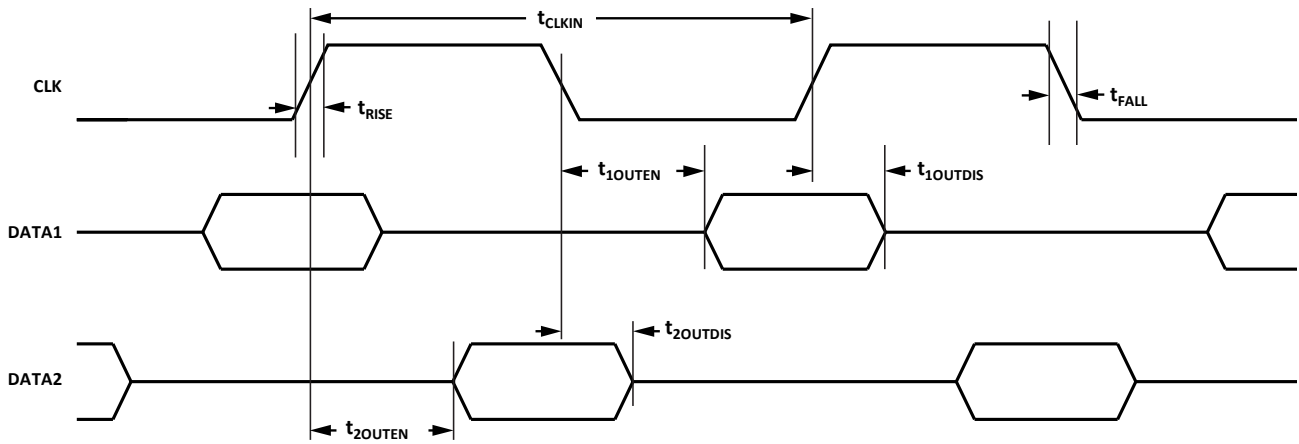 tCLKIN
CLK
tRISE
tFALL
t1OUTEN
t1OUTDIS
DATA1
t2OUTDIS
DATA2
t2OUTEN